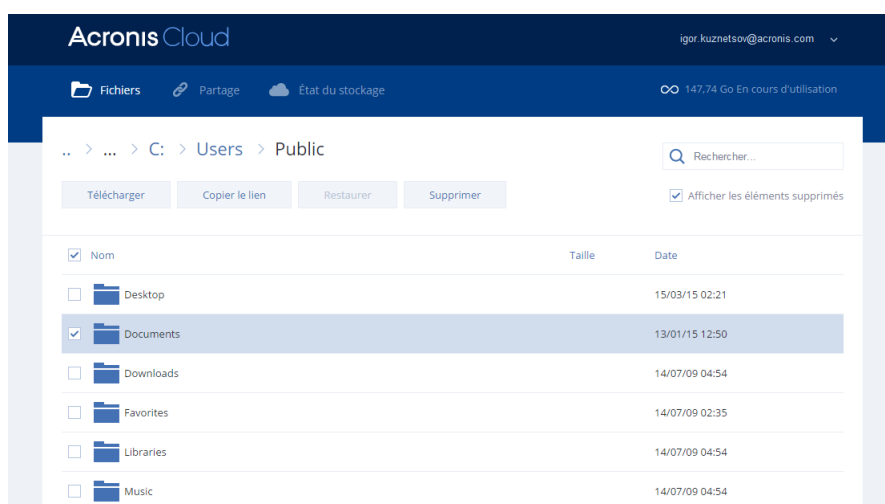 Acronis Cloud
igor.kuznetsov@acronis.com
Fichiers Partage État du stockage 147,74 Go En cours d'utilisation
.. > ... > C: > Users > Public
Rechercher...
Télécharger Copier le lien Restaurer Supprimer
Afficher les éléments supprimés
Nom Taille Date
Desktop 15/03/15 02:21
Documents 13/01/15 12:50
Downloads 14/07/09 04:54
Favorites 14/07/09 02:35
Libraries 14/07/09 04:54
Music 14/07/09 04:54